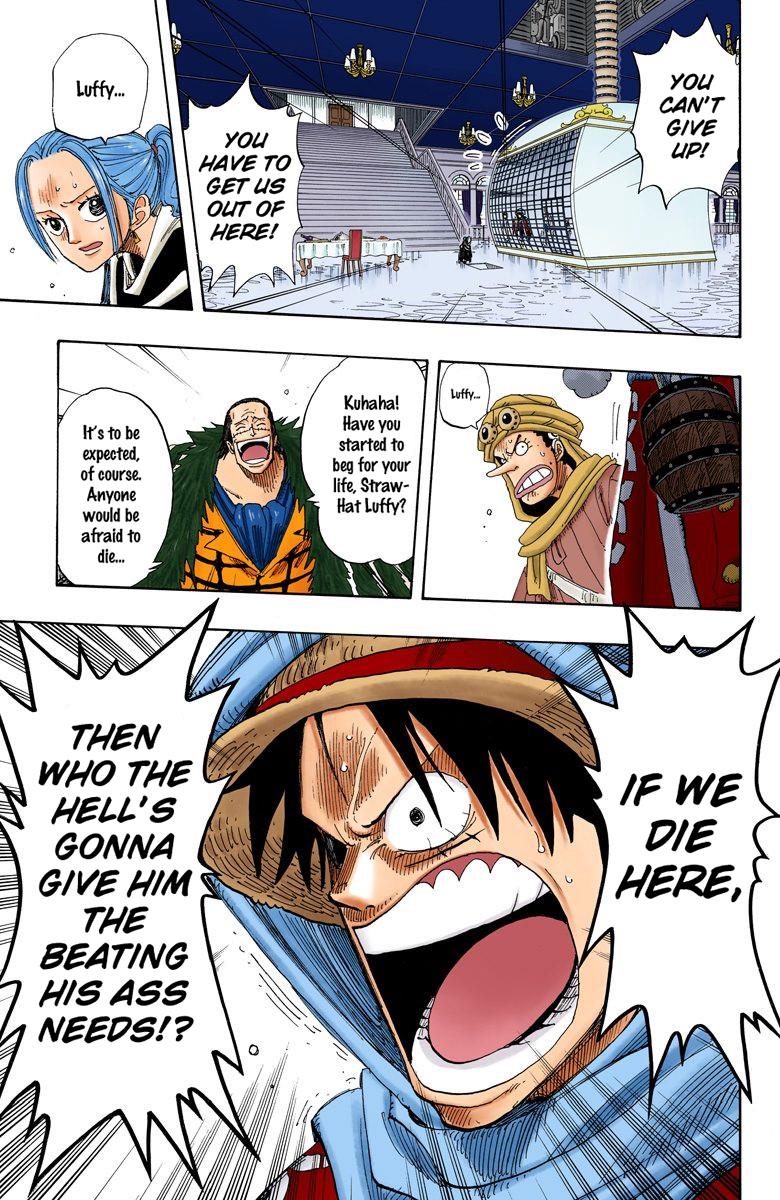 YOU
CAN'T
GIVE
UP!
YOU
HAVE TO
GET US
OUT OF
HERE!
Luffy...
Luffy...
Kuhaha!
Have you
started to
beg for your
life, Straw-
Hat Luffy?
It's to be
expected,
of course.
Anyone
would be
afraid to
die...
IF WE
DIE
HERE,
THEN
WHO THE
HELL'S
GONNA
GIVE HIM
THE
BEATING
HIS ASS
NEEDS!?